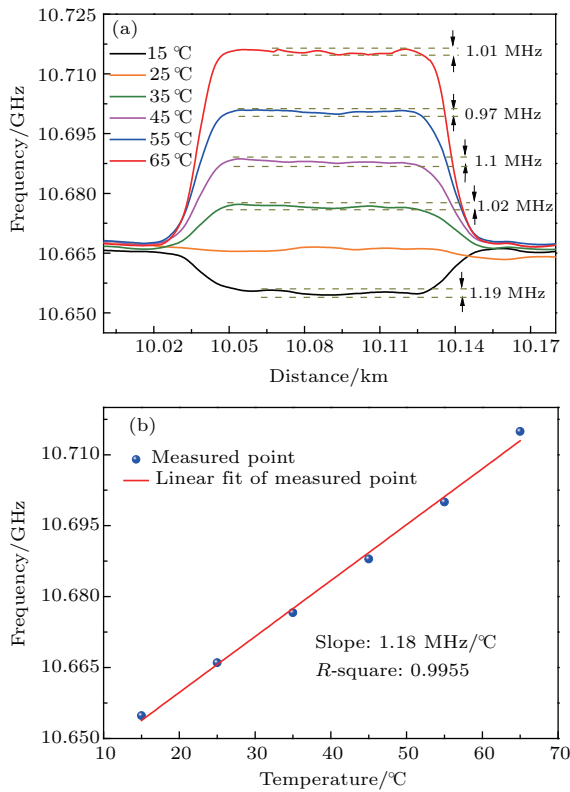 (a)
15 ℃
25 ℃
35 ℃
45 ℃
55 ℃
65 ℃
1.01 MHz
0.97 MHz
1.1 MHz
1.02 MHz
1.19 MHz
Frequency/GHz
10.725
10.710
10.695
10.680
10.665
10.650
10.02
10.05
10.08
10.11
10.14
10.17
Distance/km
(b)
Measured point
Linear fit of measured point
Slope: 1.18 MHz/℃
R-square: 0.9955
Frequency/GHz
10.710
10.695
10.680
10.665
10.650
10
20
30
40
50
60
70
Temperature/℃